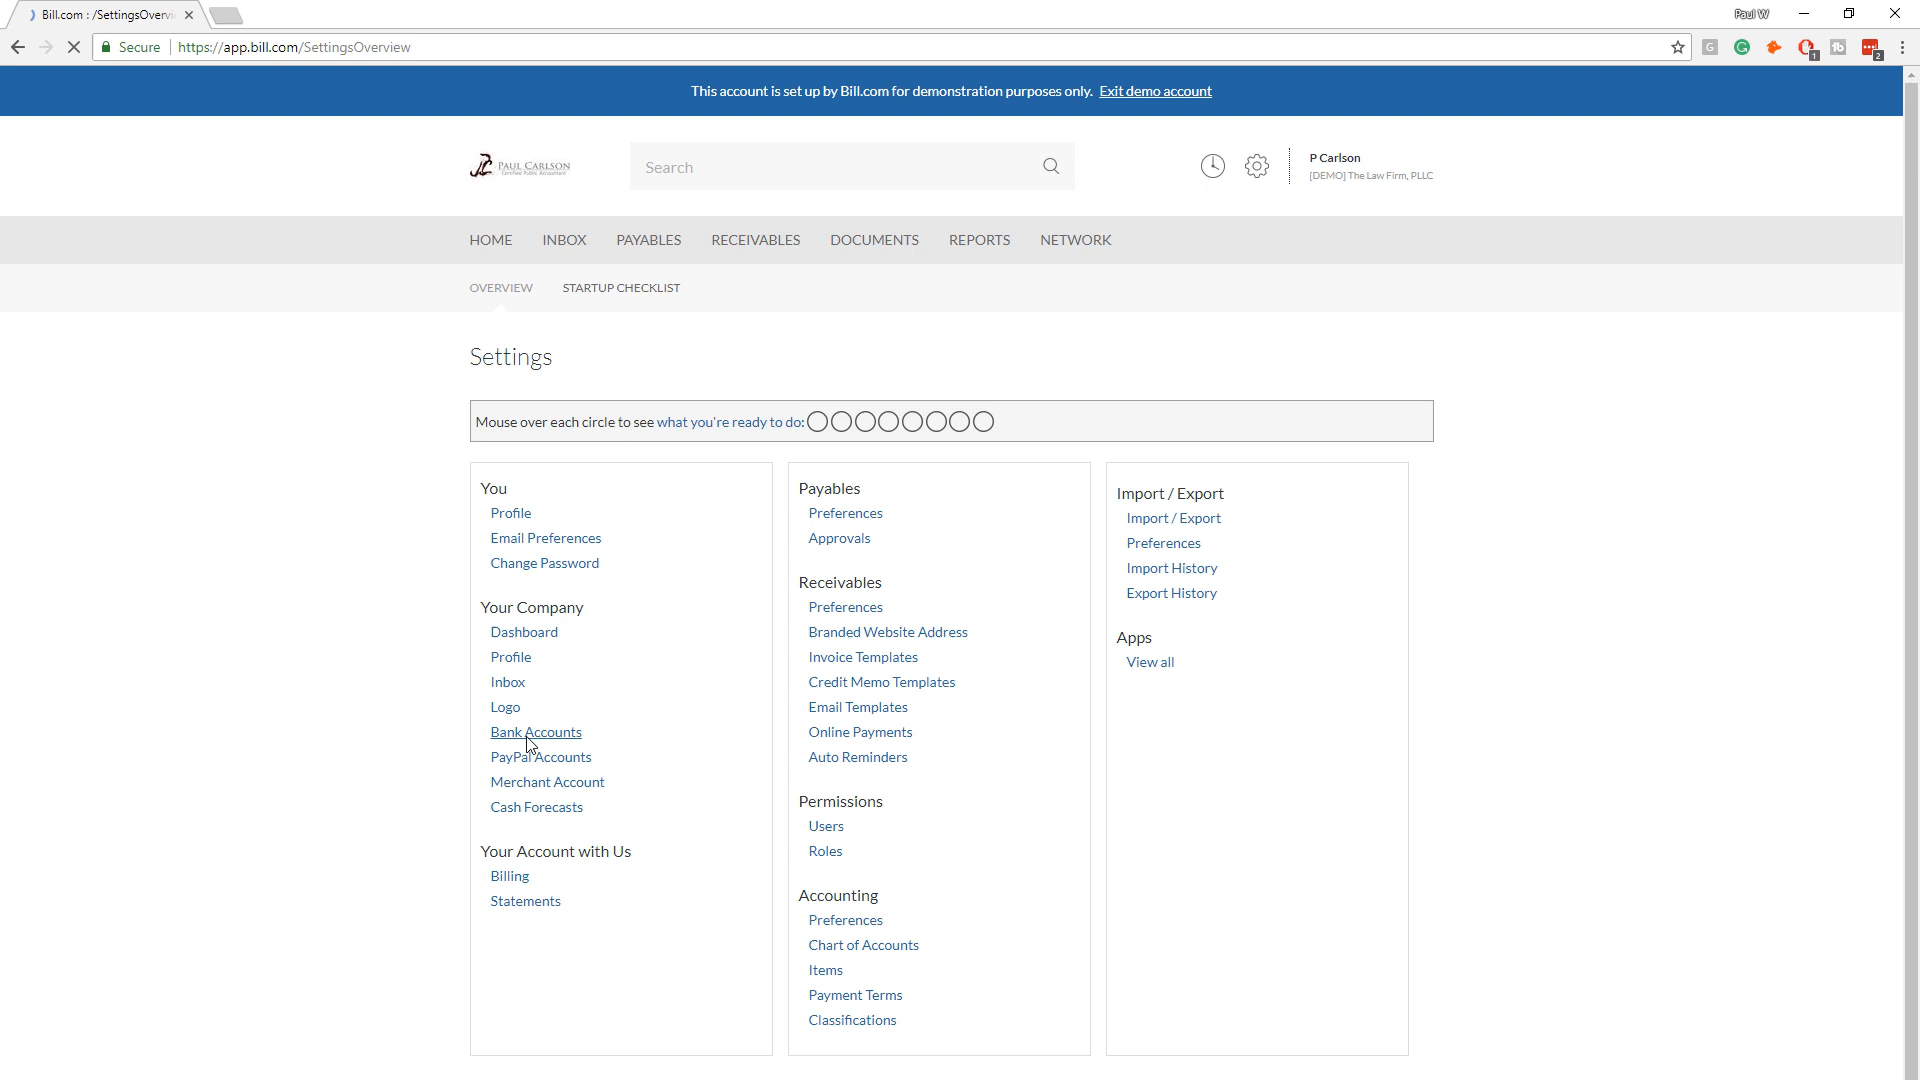 Bill.com : /SettingsOvervi
Paul W
Secure
https://app.bill.com/SettingsOverview
G
1
tb
2
This account is set up by Bill.com for demonstration purposes only. Exit demo account
PAUL CARLSON
Certified Public Accountant
Search
P Carlson
[DEMO] The Law Firm, PLLC
HOME
INBOX
PAYABLES
RECEIVABLES
DOCUMENTS
REPORTS
NETWORK
OVERVIEW
STARTUP CHECKLIST
Settings
Mouse over each circle to see what you're ready to do:
You
Profile
Email Preferences
Change Password
Your Company
Dashboard
Profile
Inbox
Logo
Bank Accounts
PayPal Accounts
Merchant Account
Cash Forecasts
Your Account with Us
Billing
Statements
Payables
Preferences
Approvals
Receivables
Preferences
Branded Website Address
Invoice Templates
Credit Memo Templates
Email Templates
Online Payments
Auto Reminders
Permissions
Users
Roles
Accounting
Preferences
Chart of Accounts
Items
Payment Terms
Classifications
Import / Export
Import / Export
Preferences
Import History
Export History
Apps
View all